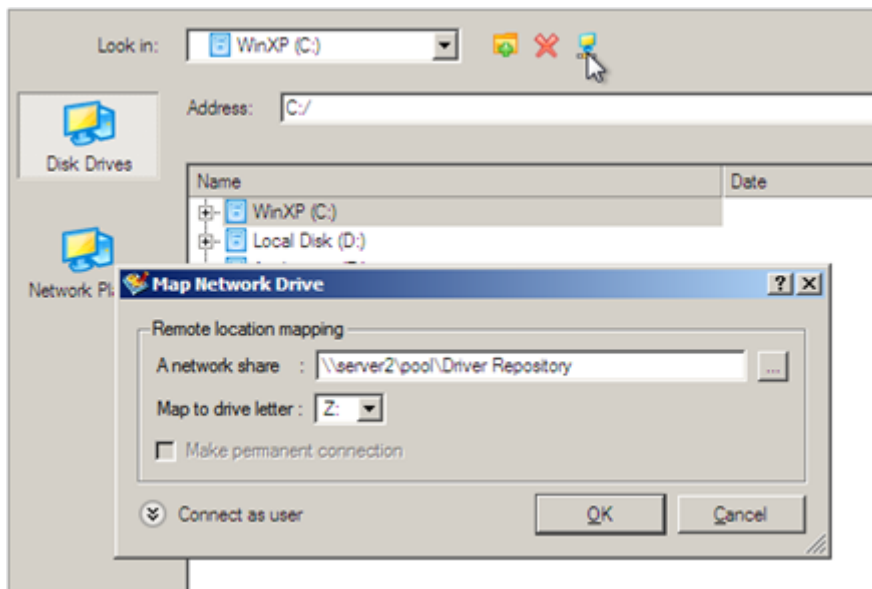 Look in: WinXP (C:)
Address: C:/
Disk Drives
Name Date
WinXP (C:)
Local Disk (D:)
Network
Map Network Drive
Remote location mapping
A network share : \\server2\pool\Driver Repository ...
Map to drive letter : Z:
Make permanent connection
Connect as user OK Cancel